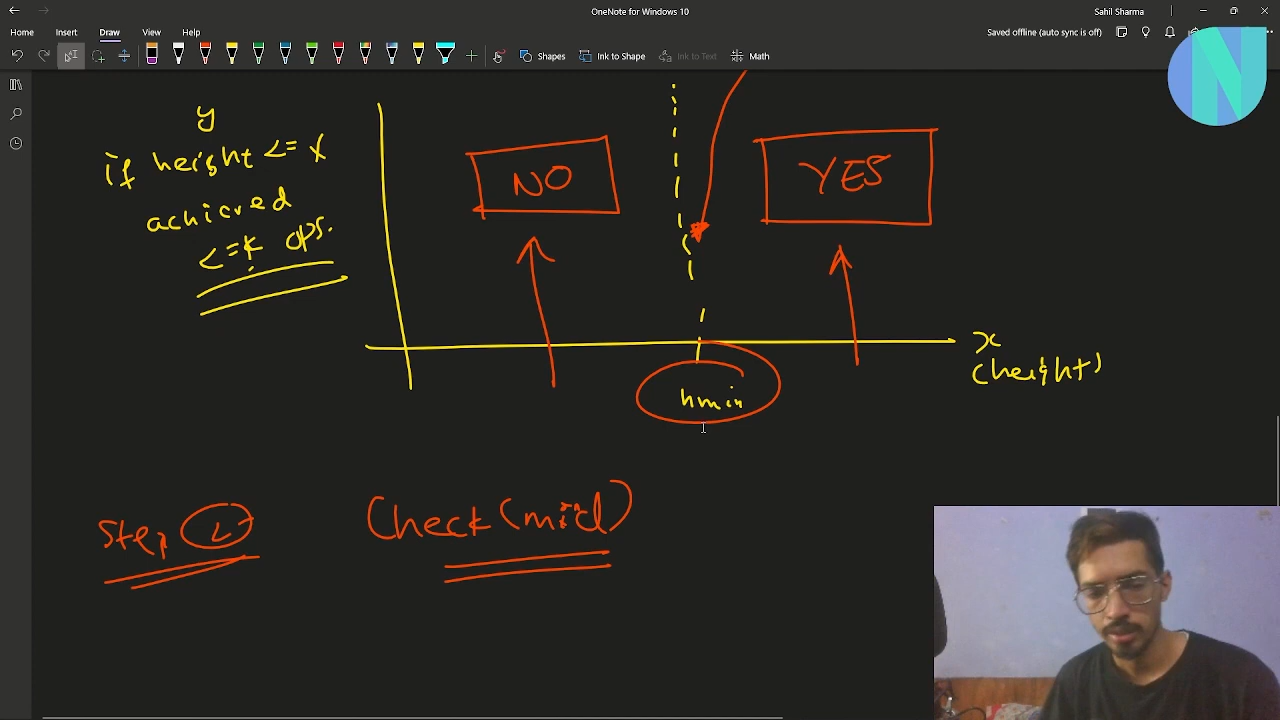 OneNote for Windows 10
Sahil Sharma
Home Insert Draw View Help
Saved offline (auto sync is off)
Shapes Ink to Shape Ink to Text Math
y
if height <= x
achieved
<=k ops.
NO
YES
x
(height)
hmin
Step 2
Check(mid)
N